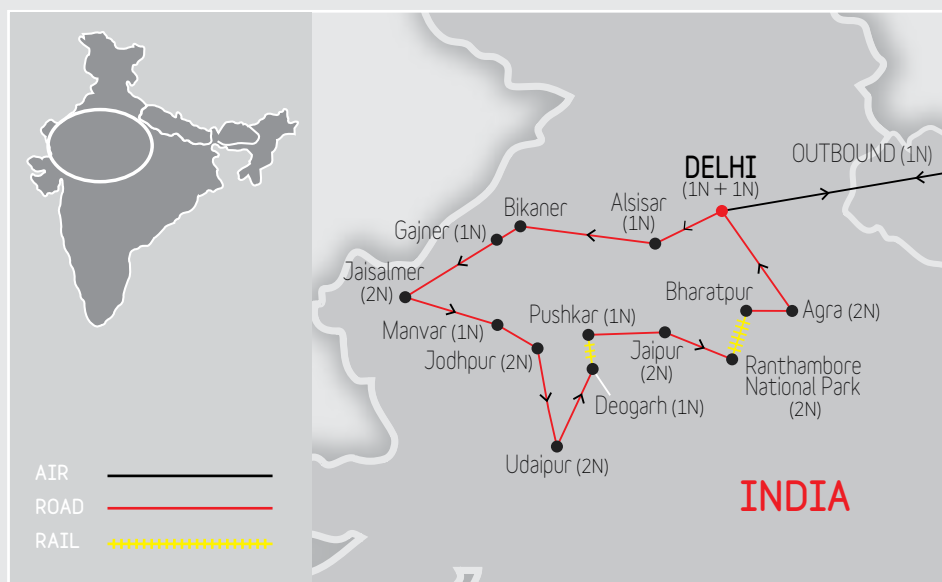 OUTBOUND (1N)
DELHI
(1N + 1N)
Alsisar
(1N)
Bikaner
Gajner (1N)
Jaisalmer
(2N)
Manvar (1N)
Jodhpur (2N)
Udaipur (2N)
Deogarh (1N)
Pushkar (1N)
Jaipur
(2N)
Ranthambore
National Park
(2N)
Bharatpur
Agra (2N)
INDIA
AIR
ROAD
RAIL